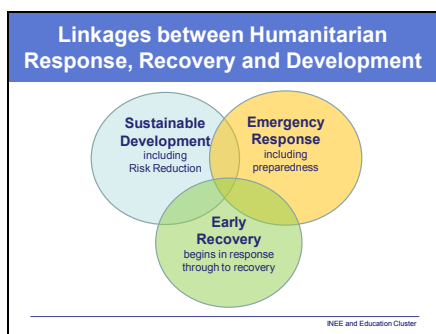 Linkages between Humanitarian
Response, Recovery and Development
Sustainable
Development
including
Risk Reduction
Emergency
Response
including
preparedness
Early
Recovery
begins in response
through to recovery
INEE and Education Cluster